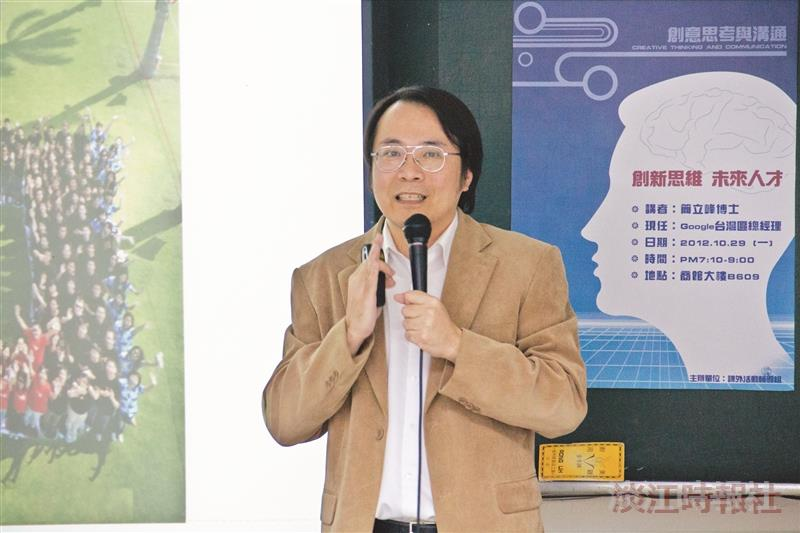 創意思考與溝通
CREATIVE THINKING AND COMMUNICATION
創新思維 未來人才
講者：簡立峰博士
現任：Google台灣區總經理
日期：2012.10.29 (一)
時間：PM7:10-9:00
地點：商館大樓B609
主辦單位：課外活動輔導組
淡江時報社